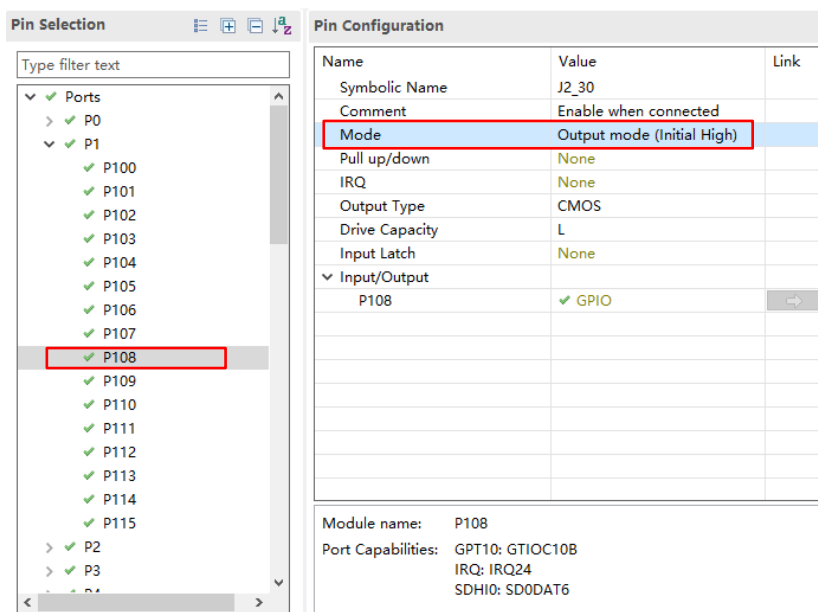 Pin Selection
Type filter text
Ports
P0
P1
P100
P101
P102
P103
P104
P105
P106
P107
P108
P109
P110
P111
P112
P113
P114
P115
P2
P3
Pin Configuration
Name Value Link
Symbolic Name J2_30
Comment Enable when connected
Mode Output mode (Initial High)
Pull up/down None
IRQ None
Output Type CMOS
Drive Capacity L
Input Latch None
Input/Output
P108 GPIO
Module name: P108
Port Capabilities: GPT10: GTIOC10B
IRQ: IRQ24
SDHI0: SD0DAT6